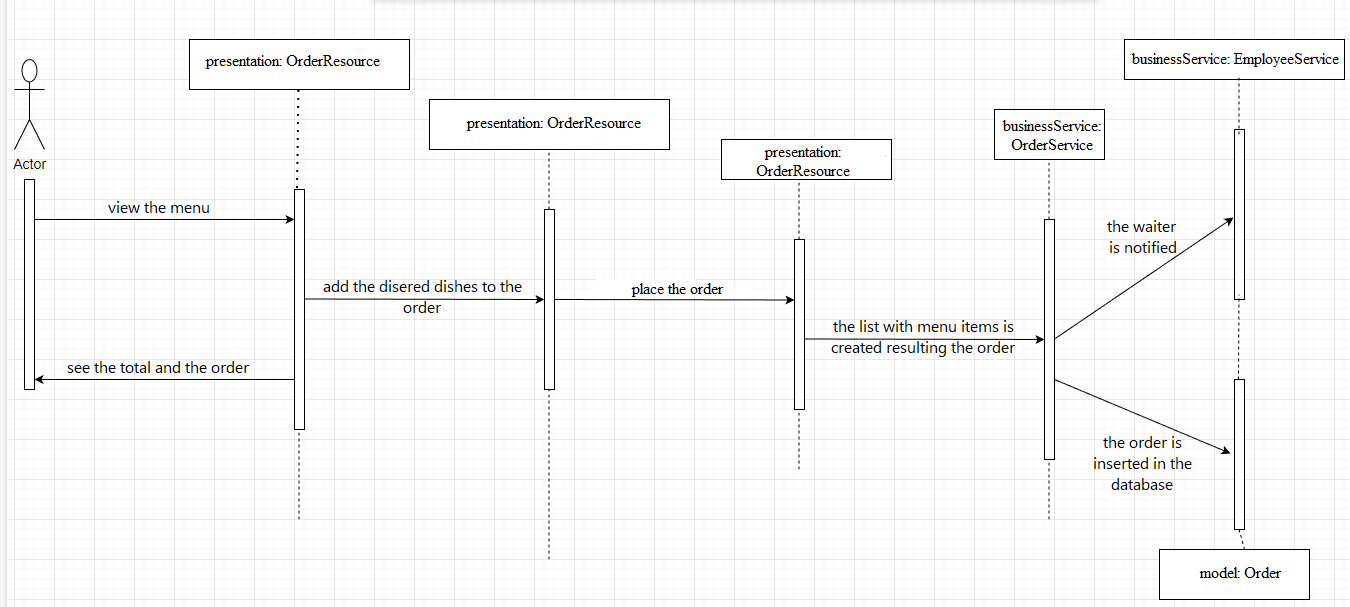 presentation: OrderResource
businessService: EmployeeService
presentation: OrderResource
businessService:
OrderService
presentation:
OrderResource
Actor
view the menu
the waiter
is notified
add the disered dishes to the
order
place the order
the list with menu items is
created resulting the order
see the total and the order
the order is
inserted in the
database
model: Order